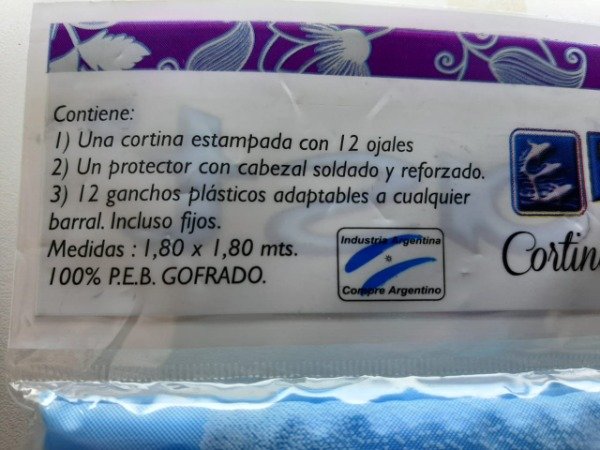 Contiene:
1) Una cortina estampada con 12 ojales
2) Un protector con cabezal soldado y reforzado.
3) 12 ganchos plásticos adaptables a cualquier
barral. Incluso fijos.
Medidas : 1,80 x 1,80 mts.
100% P.E.B. GOFRADO.
Industria Argentina
Compre Argentino
Cortin